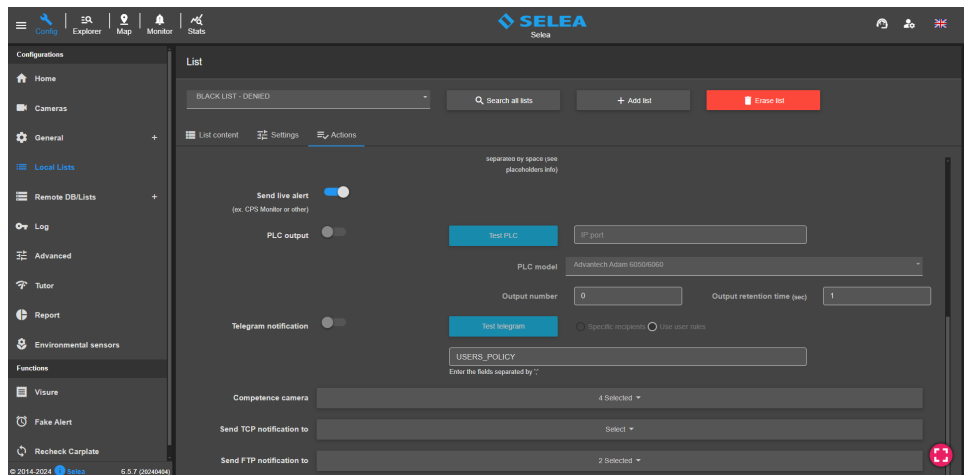 Config
Explorer
Map
Monitor
Stats
SELEA
Selea
Configurations
Home
Cameras
General +
Local Lists
Remote DB/Lists +
Log
Advanced
Tutor
Report
Environmental sensors
Functions
Visure
Fake Alert
Recheck Carplate
© 2014-2024 Selea 6.5.7 (20240404)
List
BLACK LIST - DENIED
Search all lists
+ Add list
Erase list
List content
Settings
Actions
separated by space (see
placeholders info)
Send live alert
(ex. CPS Monitor or other)
PLC output
Test PLC
IP:port
PLC model
Advantech Adam 6050/6060
Output number
0
Output retention time (sec)
1
Telegram notification
Test telegram
Specific recipients
Use user rules
USERS_POLICY
Enter the fields separated by ';'
Competence camera
4 Selected
Send TCP notification to
Select
Send FTP notification to
2 Selected